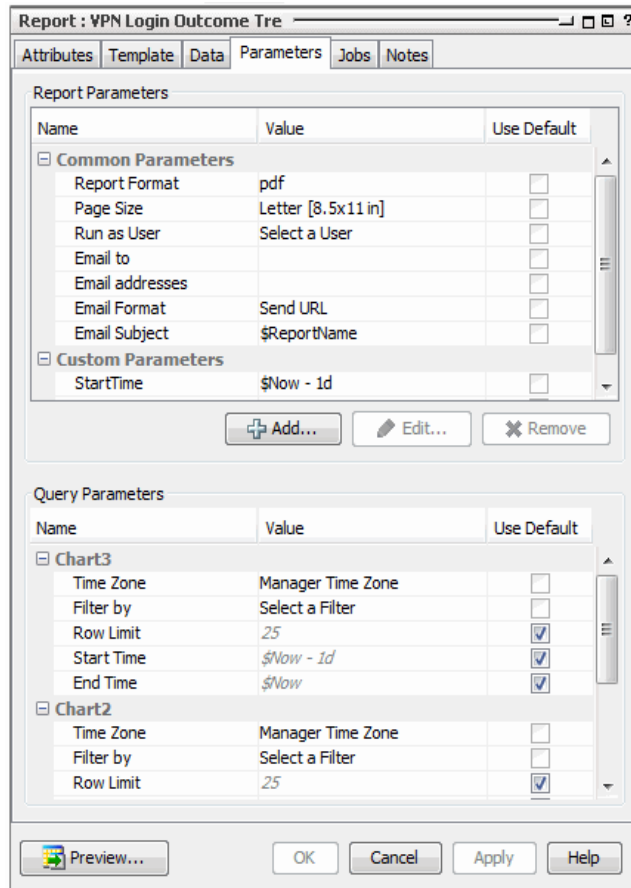 Report : VPN Login Outcome Tre
Attributes Template Data Parameters Jobs Notes
Report Parameters
Name Value Use Default
Common Parameters
Report Format pdf
Page Size Letter [8.5x11 in]
Run as User Select a User
Email to
Email addresses
Email Format Send URL
Email Subject $ReportName
Custom Parameters
StartTime $Now - 1d
Add... Edit... Remove
Query Parameters
Name Value Use Default
Chart3
Time Zone Manager Time Zone
Filter by Select a Filter
Row Limit 25
Start Time $Now - 1d
End Time $Now
Chart2
Time Zone Manager Time Zone
Filter by Select a Filter
Row Limit 25
Preview... OK Cancel Apply Help